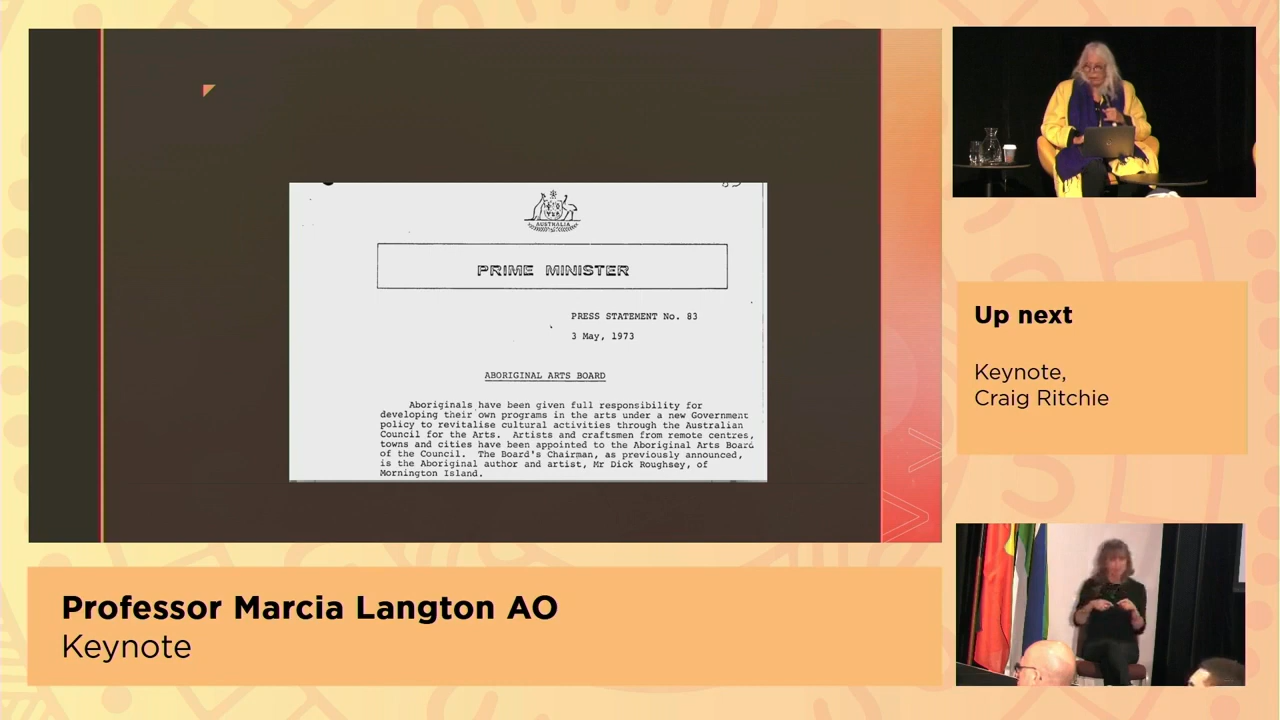 AUSTRALIA
PRIME MINISTER
PRESS STATEMENT No. 83
3 May, 1973
ABORIGINAL ARTS BOARD
Aboriginals have been given full responsibility for
developing their own programs in the arts under a new Government
policy to revitalise cultural activities through the Australian
Council for the Arts. Artists and craftsmen from remote centres,
towns and cities have been appointed to the Aboriginal Arts Board
of the Council. The Board's Chairman, as previously announced,
is the Aboriginal author and artist, Mr Dick Roughsey, of
Mornington Island.
Up next
Keynote,
Craig Ritchie
Professor Marcia Langton AO
Keynote